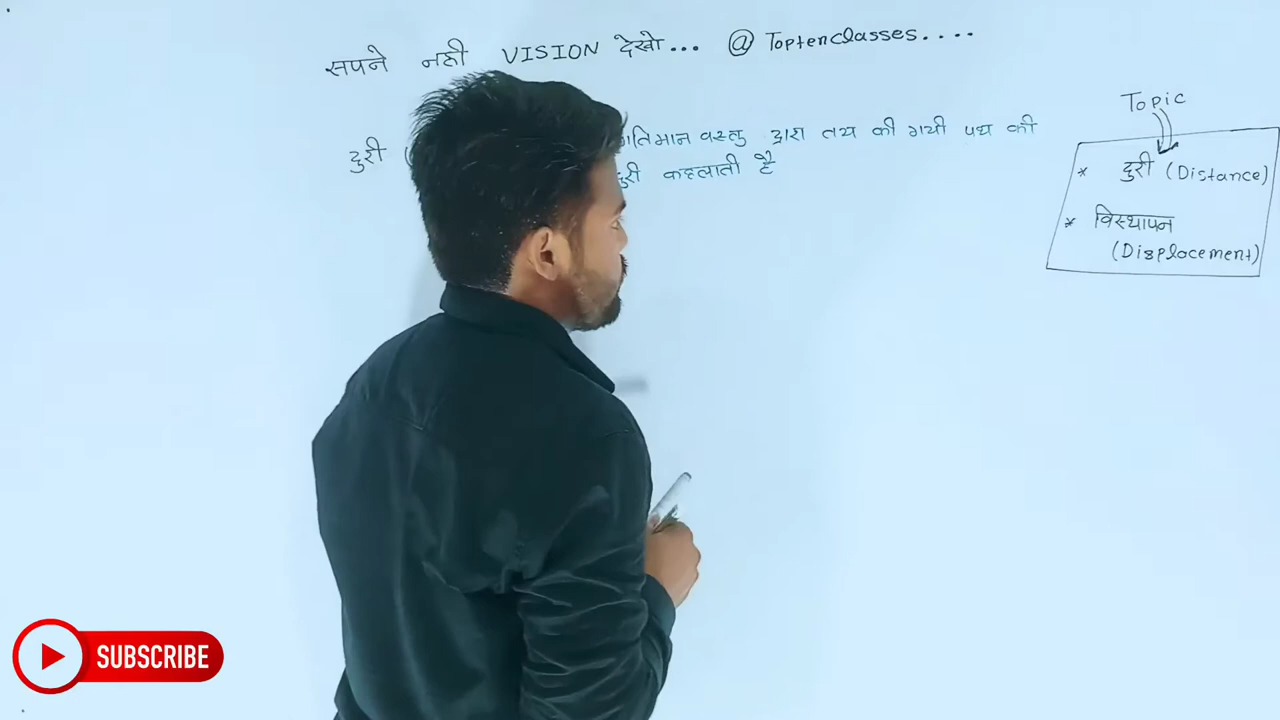 सपने नही VISION देखो... @ Toptenclasses....
Topic
दुरी ( गतिमान वस्तु द्वारा तय की गयी पथ की
दुरी कहलाती है
* दुरी (Distance)
* विस्थापन
(Displacement)
SUBSCRIBE